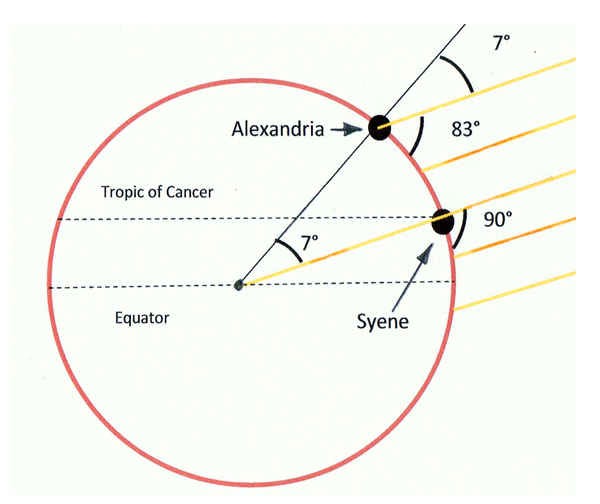 7°
Alexandria
83°
Tropic of Cancer
90°
7°
Equator
Syene